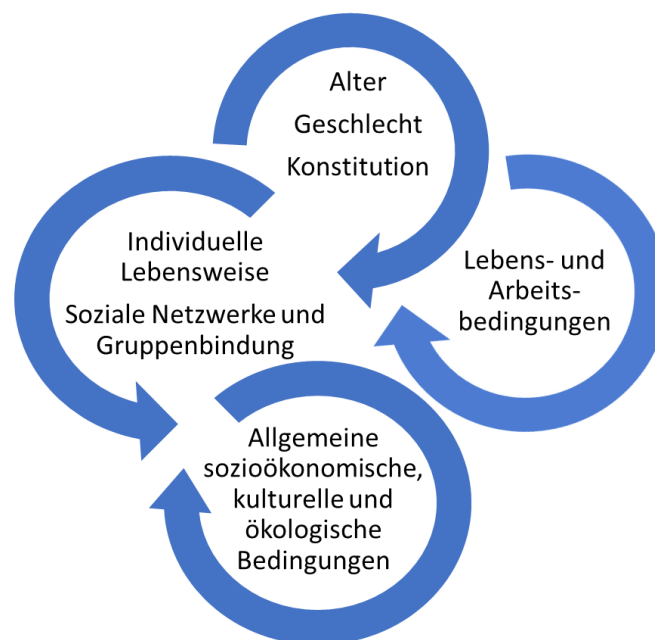 Alter
Geschlecht
Konstitution
Individuelle
Lebensweise
Soziale Netzwerke und
Gruppenbindung
Lebens- und
Arbeits-
bedingungen
Allgemeine
sozioökonomische,
kulturelle und
ökologische
Bedingungen